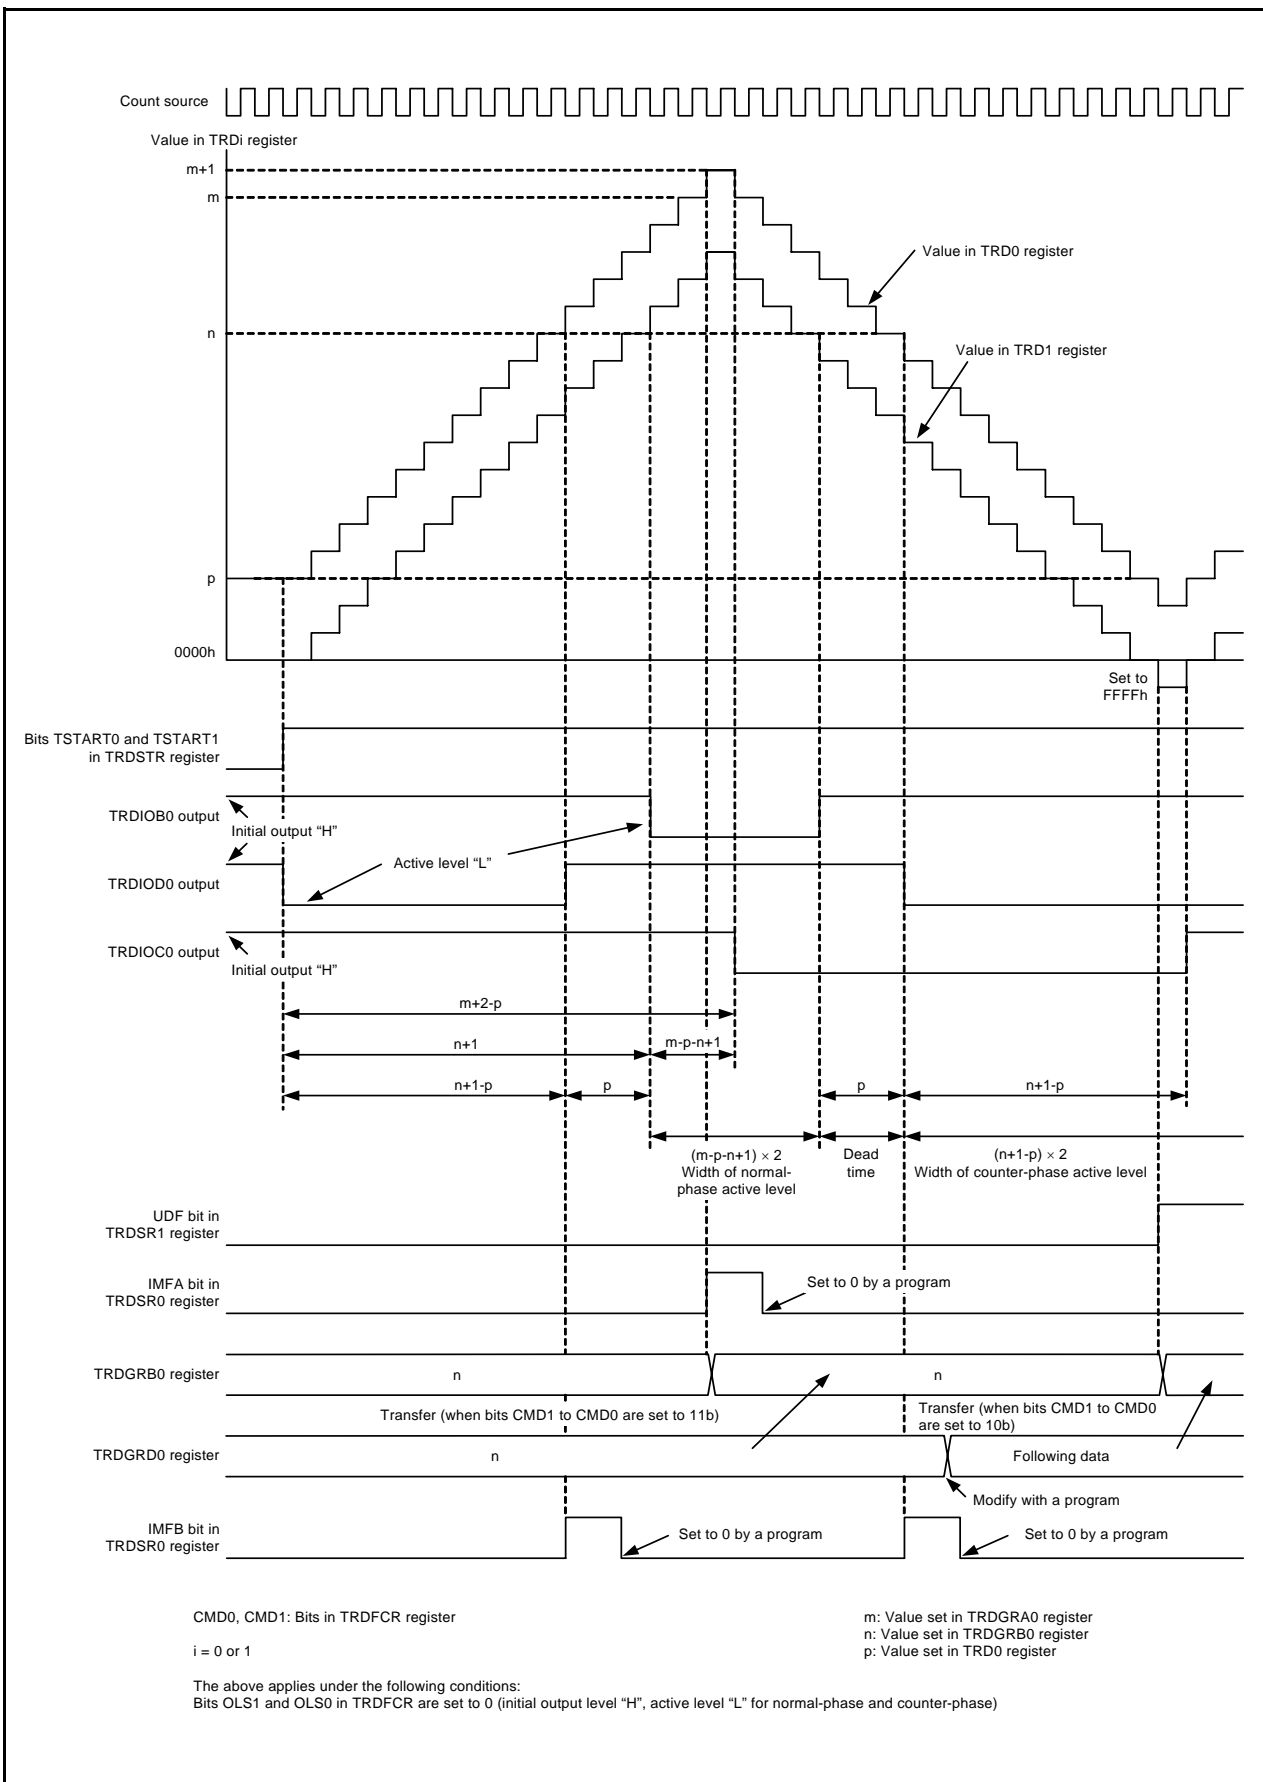 Count source
Value in TRDi register
m+1
m
Value in TRD0 register
n
Value in TRD1 register
p
0000h
Set to
FFFFh
Bits TSTART0 and TSTART1
in TRDSTR register
TRDIOB0 output
Initial output “H”
Active level “L”
TRDIOD0 output
TRDIOC0 output
Initial output “H”
m+2-p
n+1
m-p-n+1
n+1-p
p
p
n+1-p
(m-p-n+1) × 2
Width of normal-
phase active level
Dead
time
(n+1-p) × 2
Width of counter-phase active level
UDF bit in
TRDSR1 register
IMFA bit in
TRDSR0 register
Set to 0 by a program
TRDGRB0 register
n
n
Transfer (when bits CMD1 to CMD0 are set to 11b)
Transfer (when bits CMD1 to CMD0
are set to 10b)
TRDGRD0 register
n
Following data
Modify with a program
IMFB bit in
TRDSR0 register
Set to 0 by a program
Set to 0 by a program
CMD0, CMD1: Bits in TRDFCR register
i = 0 or 1
m: Value set in TRDGRA0 register
n: Value set in TRDGRB0 register
p: Value set in TRD0 register
The above applies under the following conditions:
Bits OLS1 and OLS0 in TRDFCR are set to 0 (initial output level “H”, active level “L” for normal-phase and counter-phase)